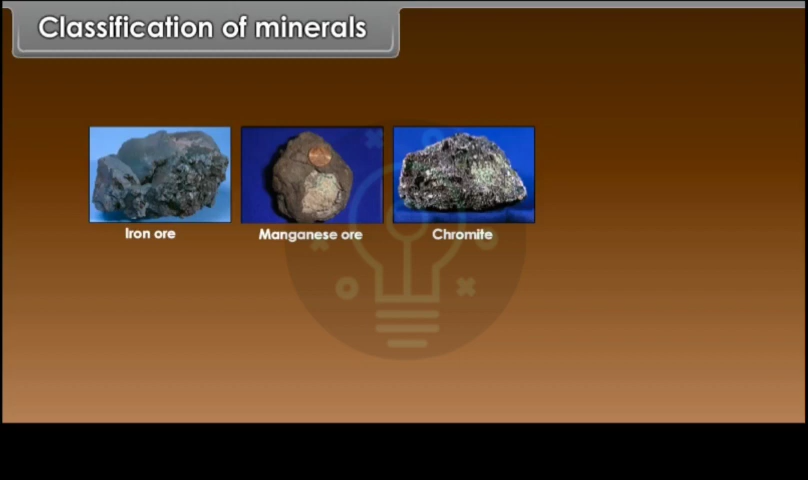 Classification of minerals
Iron ore
Manganese ore
Chromite